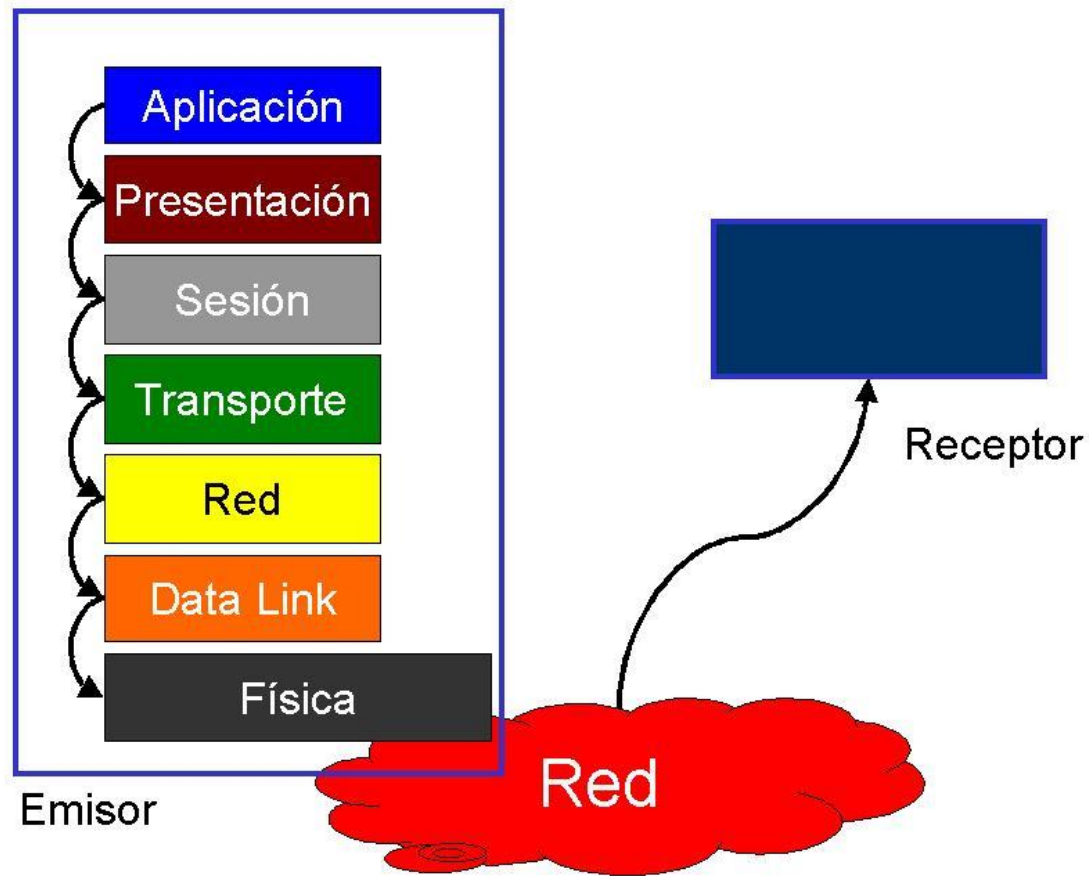 Aplicación
Presentación
Sesión
Transporte
Red
Data Link
Física
Emisor
Red
Receptor